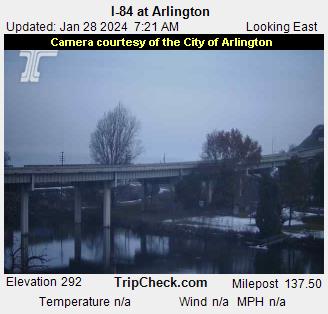 I-84 at Arlington
Updated: Jan 28 2024 7:21 AM Looking East
Camera courtesy of the City of Arlington
Elevation 292 TripCheck.com Milepost 137.50
Temperature n/a Wind n/a MPH n/a